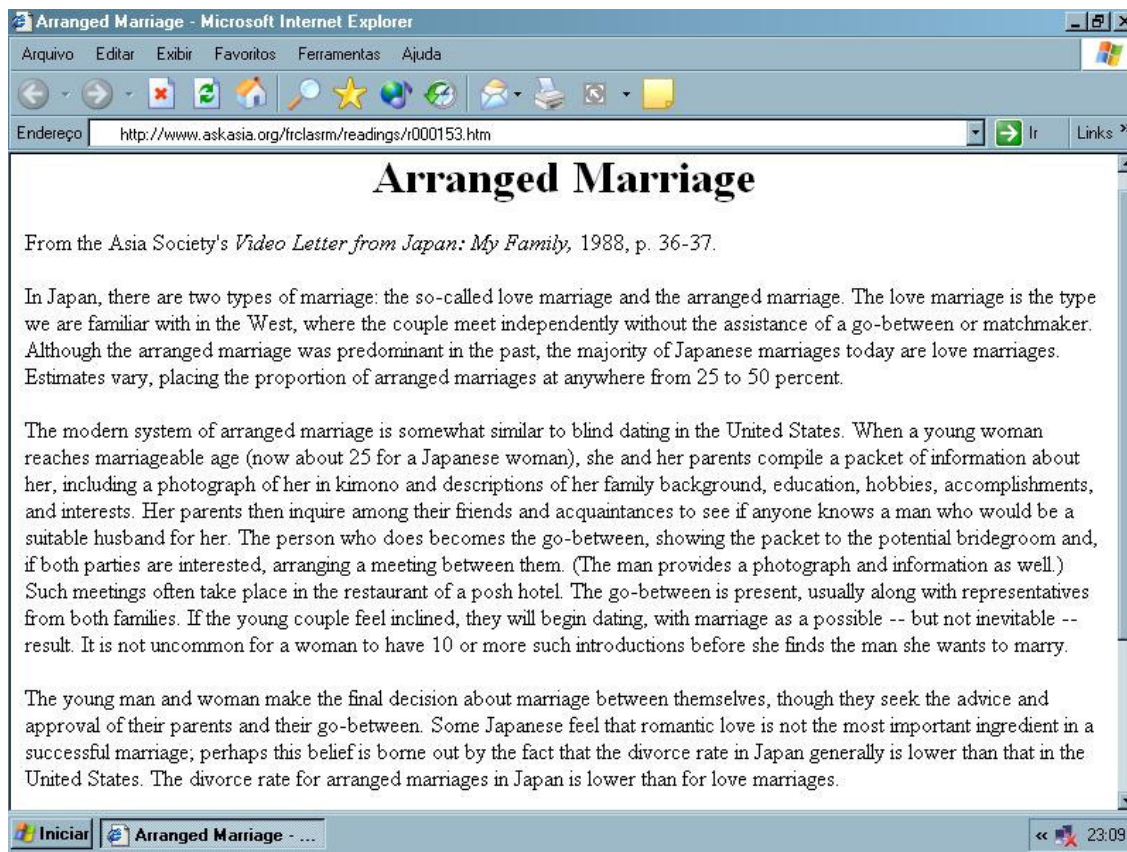 Arranged Marriage - Microsoft Internet Explorer
Arquivo Editar Exibir Favoritos Ferramentas Ajuda
Endereço http://www.askasia.org/frclasrm/readings/r000153.htm Ir Links »
Arranged Marriage
From the Asia Society's Video Letter from Japan: My Family, 1988, p. 36-37.
In Japan, there are two types of marriage: the so-called love marriage and the arranged marriage. The love marriage is the type
we are familiar with in the West, where the couple meet independently without the assistance of a go-between or matchmaker.
Although the arranged marriage was predominant in the past, the majority of Japanese marriages today are love marriages.
Estimates vary, placing the proportion of arranged marriages at anywhere from 25 to 50 percent.
The modern system of arranged marriage is somewhat similar to blind dating in the United States. When a young woman
reaches marriageable age (now about 25 for a Japanese woman), she and her parents compile a packet of information about
her, including a photograph of her in kimono and descriptions of her family background, education, hobbies, accomplishments,
and interests. Her parents then inquire among their friends and acquaintances to see if anyone knows a man who would be a
suitable husband for her. The person who does becomes the go-between, showing the packet to the potential bridegroom and,
if both parties are interested, arranging a meeting between them. (The man provides a photograph and information as well.)
Such meetings often take place in the restaurant of a posh hotel. The go-between is present, usually along with representatives
from both families. If the young couple feel inclined, they will begin dating, with marriage as a possible -- but not inevitable --
result. It is not uncommon for a woman to have 10 or more such introductions before she finds the man she wants to marry.
The young man and woman make the final decision about marriage between themselves, though they seek the advice and
approval of their parents and their go-between. Some Japanese feel that romantic love is not the most important ingredient in a
successful marriage; perhaps this belief is borne out by the fact that the divorce rate in Japan generally is lower than that in the
United States. The divorce rate for arranged marriages in Japan is lower than for love marriages.
Iniciar Arranged Marriage - ... « 23:09